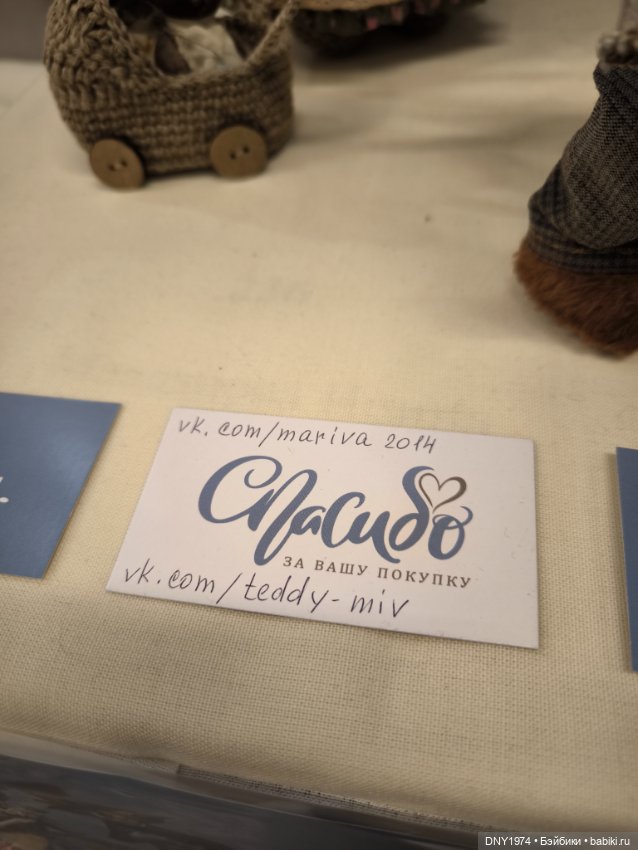 vk.com/mariva 2014
Спасибо
ЗА ВАШУ ПОКУПКУ
vk.com/teddy-miv
DNY1974 • Бэйбики • babiki.ru